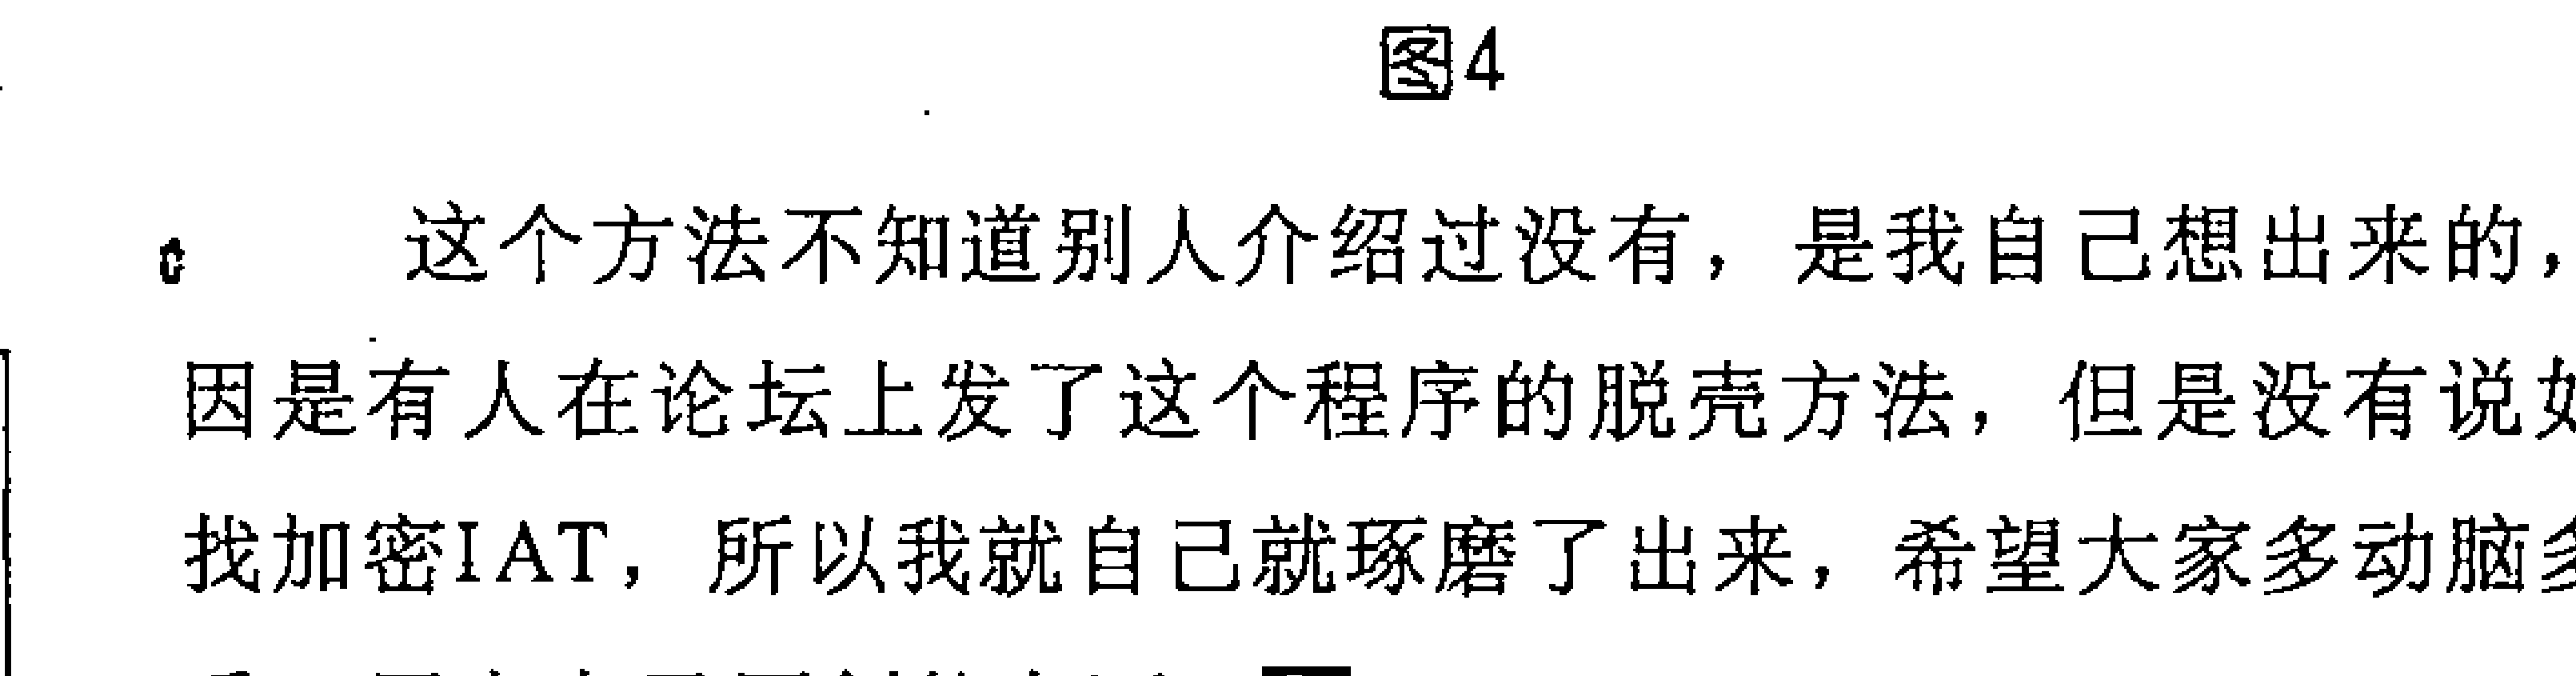 图4
这个方法不知道别人介绍过没有，是我自己想出来的，
因是有人在论坛上发了这个程序的脱壳方法，但是没有说
找加密IAT，所以我就自己就琢磨了出来，希望大家多动脑